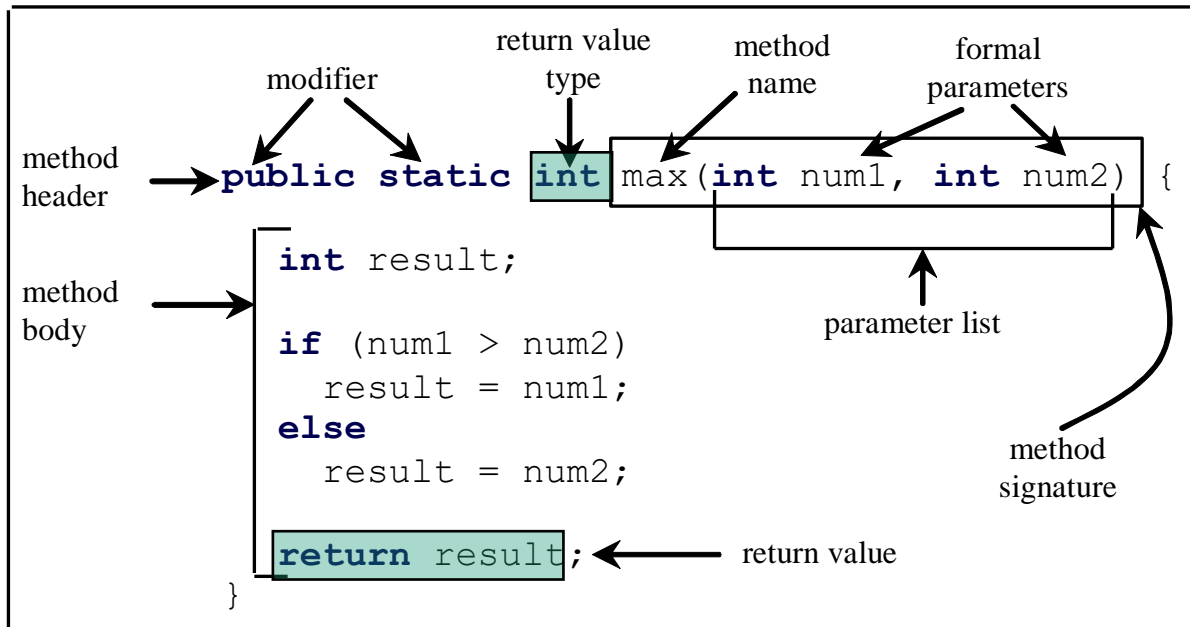 return value
type
method
name
formal
parameters
modifier
method
header
public static int max(int num1, int num2) {
method
body
int result;
parameter list
if (num1 > num2)
result = num1;
else
result = num2;
method
signature
return result;
return value
}